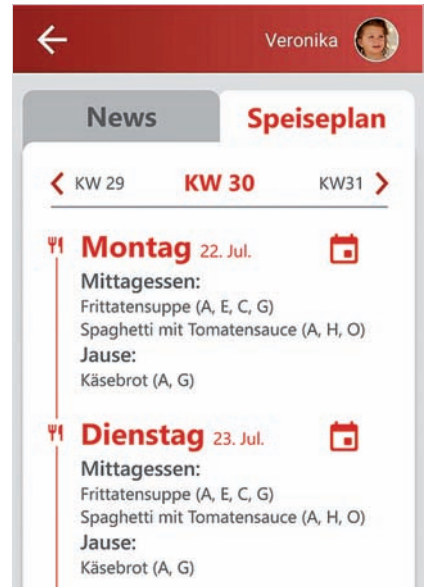 Veronika
News
Speiseplan
KW 29 KW 30 KW31
Montag 22. Jul.
Mittagessen:
Frittatensuppe (A, E, C, G)
Spaghetti mit Tomatensauce (A, H, O)
Jause:
Käsebrot (A, G)
Dienstag 23. Jul.
Mittagessen:
Frittatensuppe (A, E, C, G)
Spaghetti mit Tomatensauce (A, H, O)
Jause:
Käsebrot (A, G)